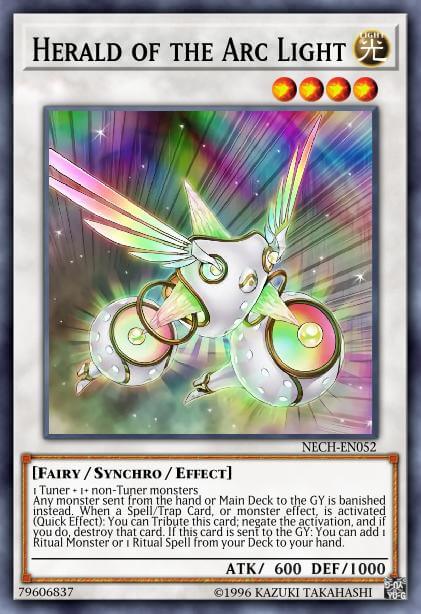 HERALD OF THE ARC LIGHT
LIGHT
光
NECH-EN052
[FAIRY / SYNCHRO / EFFECT]
1 Tuner + 1+ non-Tuner monsters
Any monster sent from the hand or Main Deck to the GY is banished
instead. When a Spell/Trap Card, or monster effect, is activated
(Quick Effect): You can Tribute this card; negate the activation, and if
you do, destroy that card. If this card is sent to the GY: You can add 1
Ritual Monster or 1 Ritual Spell from your Deck to your hand.
ATK/ 600 DEF/1000
79606837
©1996 KAZUKI TAKAHASHI